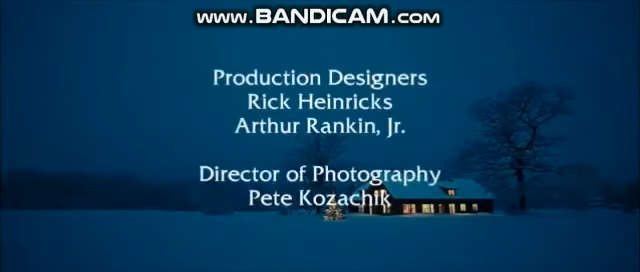 www.BANDICAM.com
Production Designers
Rick Heinricks
Arthur Rankin, Jr.
Director of Photography
Pete Kozachik